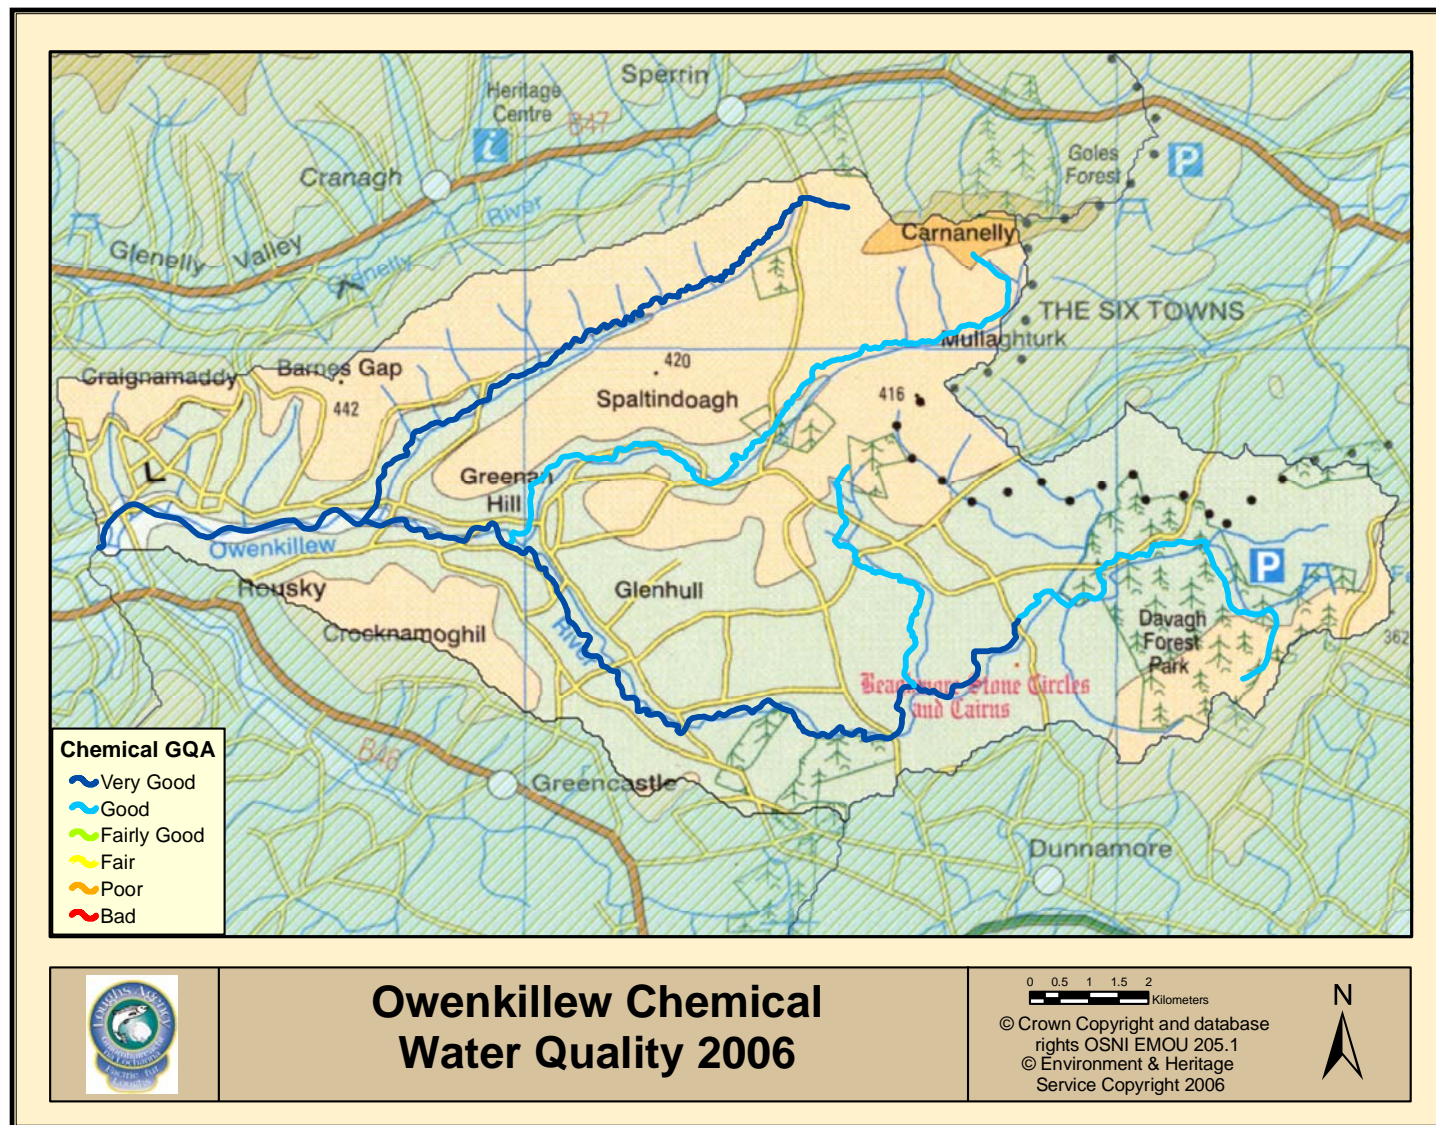 Sperrin
Heritage
Centre
B47
i
Cranagh
Goles
Forest
P
River
Glenelly Valley
Glenelly
Carnanelly
THE SIX TOWNS
Mullaghturk
Barnes Gap
Craignamaddy
442
420
Spaltindoagh
416
Greenan
Hill
Owenkillew
River
Rousky
Glenhull
Crocknamoghil
P
Davagh
Forest
Park
362
Beaghmore Stone Circles
and Cairns
B46
Greencastle
Dunnamore
Chemical GQA
Very Good
Good
Fairly Good
Fair
Poor
Bad
Loughs Agency
Owenkillew Chemical
Water Quality 2006
0 0.5 1 1.5 2
Kilometers
© Crown Copyright and database
rights OSNI EMOU 205.1
© Environment & Heritage
Service Copyright 2006
N